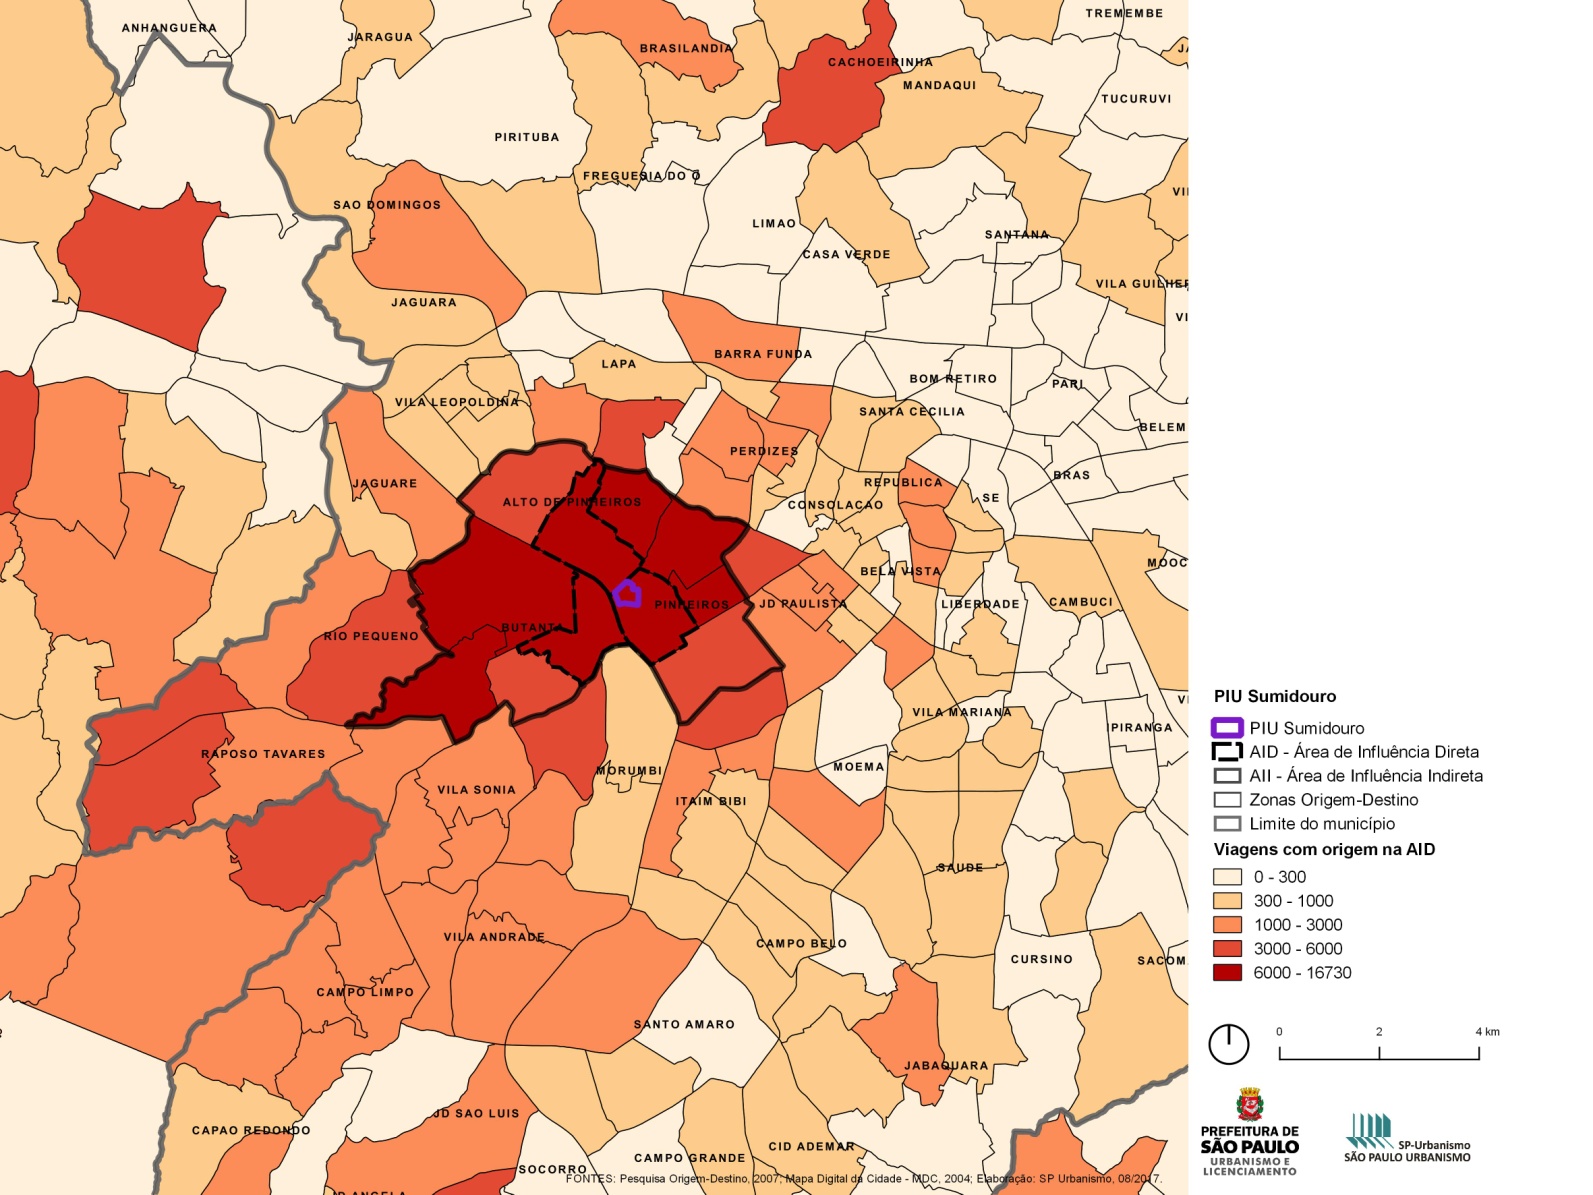 TREMEMBE
ANHANGUERA
JARAGUA
BRASILANDIA
CACHOEIRINHA
MANDAQUI
TUCURUVI
PIRITUBA
FREGUESIA DO Ó
SAO DOMINGOS
LIMAO
SANTANA
CASA VERDE
VILA GUILHER
JAGUARA
BARRA FUNDA
LAPA
BOM RETIRO
PARI
VILA LEOPOLDINA
SANTA CECILIA
BELEM
PERDIZES
BRAS
JAGUARE
REPUBLICA
SE
ALTO DE PINHEIROS
CONSOLACAO
MOOC
BELA VISTA
PINHEIROS
JD PAULISTA
LIBERDADE
CAMBUCI
BUTANTA
RIO PEQUENO
VILA MARIANA
IPIRANGA
RAPOSO TAVARES
MORUMBI
MOEMA
VILA SONIA
ITAIM BIBI
SAUDE
VILA ANDRADE
CAMPO BELO
CURSINO
SACOM
CAMPO LIMPO
SANTO AMARO
JABAQUARA
JD SAO LUIS
CAPAO REDONDO
CID ADEMAR
CAMPO GRANDE
SOCORRO
JD ANGELA
FONTES: Pesquisa Origem-Destino, 2007; Mapa Digital da Cidade - MDC, 2004; Elaboração: SP Urbanismo, 08/2017.
PIU Sumidouro
PIU Sumidouro
AID - Área de Influência Direta
AII - Área de Influência Indireta
Zonas Origem-Destino
Limite do município
Viagens com origem na AID
0 - 300
300 - 1000
1000 - 3000
3000 - 6000
6000 - 16730
0 2 4 km
PREFEITURA DE
SÃO PAULO
URBANISMO E
LICENCIAMENTO
SP-Urbanismo
SÃO PAULO URBANISMO